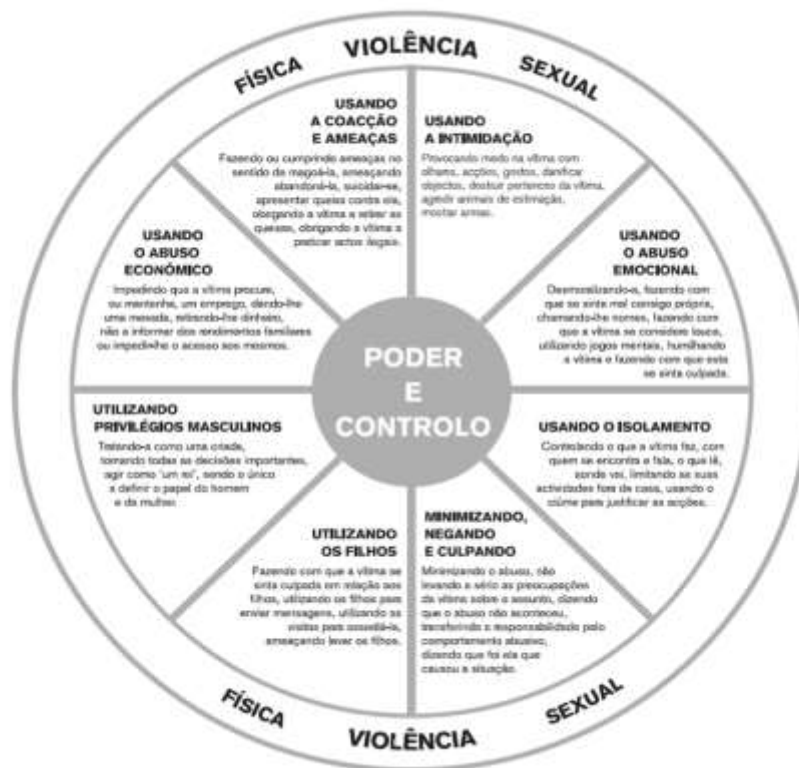 VIOLÊNCIA
FÍSICA
SEXUAL
USANDO
A COACÇÃO
E AMEAÇAS
Fazendo ou cumprindo ameaças no
sentido de magoá-la, ameaçando
abandoná-la, suicidar-se,
apresentar queixa contra ela,
obrigando a vítima a retirar as
queixas, obrigando a vítima a
praticar actos ilegais.
USANDO
A INTIMIDAÇÃO
Provocando medo na vítima com
olhares, acções, gestos, danificar
objectos, destruir pertences da vítima,
agredir animais de estimação,
mostrar armas.
USANDO
O ABUSO
EMOCIONAL
Desmoralizando-a, fazendo com
que se sinta mal consigo própria,
chamando-lhe nomes, fazendo com
que a vítima se considere louca,
utilizando jogos mentais, humilhando
a vítima e fazendo com que esta
se sinta culpada.
USANDO O ISOLAMENTO
Controlando o que a vítima faz, com
quem se encontra e fala, o que lê,
aonde vai, limitando as suas
actividades fora de casa, usando o
ciúme para justificar as acções.
MINIMIZANDO,
NEGANDO
E CULPANDO
Minimizando o abuso, não
levando a sério as preocupações
da vítima sobre o assunto, dizendo
que o abuso não aconteceu,
transferindo a responsabilidade pelo
comportamento abusivo,
dizendo que foi ela que
causou a situação.
UTILIZANDO
OS FILHOS
Fazendo com que a vítima se
sinta culpada em relação aos
filhos, utilizando os filhos para
enviar mensagens, utilizando as
visitas para assediá-la,
ameaçando levar os filhos.
UTILIZANDO
PRIVILÉGIOS MASCULINOS
Tratando-a como uma criada,
tomando todas as decisões importantes,
agir como 'um rei', sendo o único
a definir o papel do homem
e da mulher.
USANDO
O ABUSO
ECONÓMICO
Impedindo que a vítima procure,
ou mantenha, um emprego, dando-lhe
uma mesada, retirando-lhe dinheiro,
não a informar dos rendimentos familiares
ou impedir-lhe o acesso aos mesmos.
PODER
E
CONTROLO
FÍSICA
VIOLÊNCIA
SEXUAL